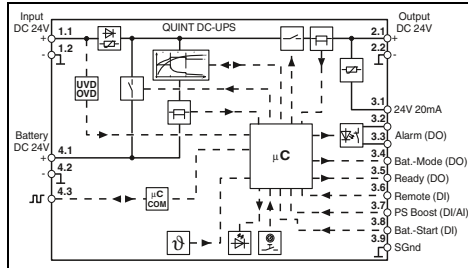 Input
DC 24V
1.1
+
1.2
-
QUINT DC-UPS
Output
DC 24V
2.1
+
2.2
-
UVD
OVD
3.1
24V 20mA
3.2
Alarm (DO)
3.3
Battery
DC 24V
4.1
+
4.2
-
4.3
µC
COM
µC
3.4
Bat.-Mode (DO)
3.5
Ready (DO)
3.6
Remote (DI)
3.7
PS Boost (DI/AI)
3.8
Bat.-Start (DI)
3.9
SGnd
ϑ